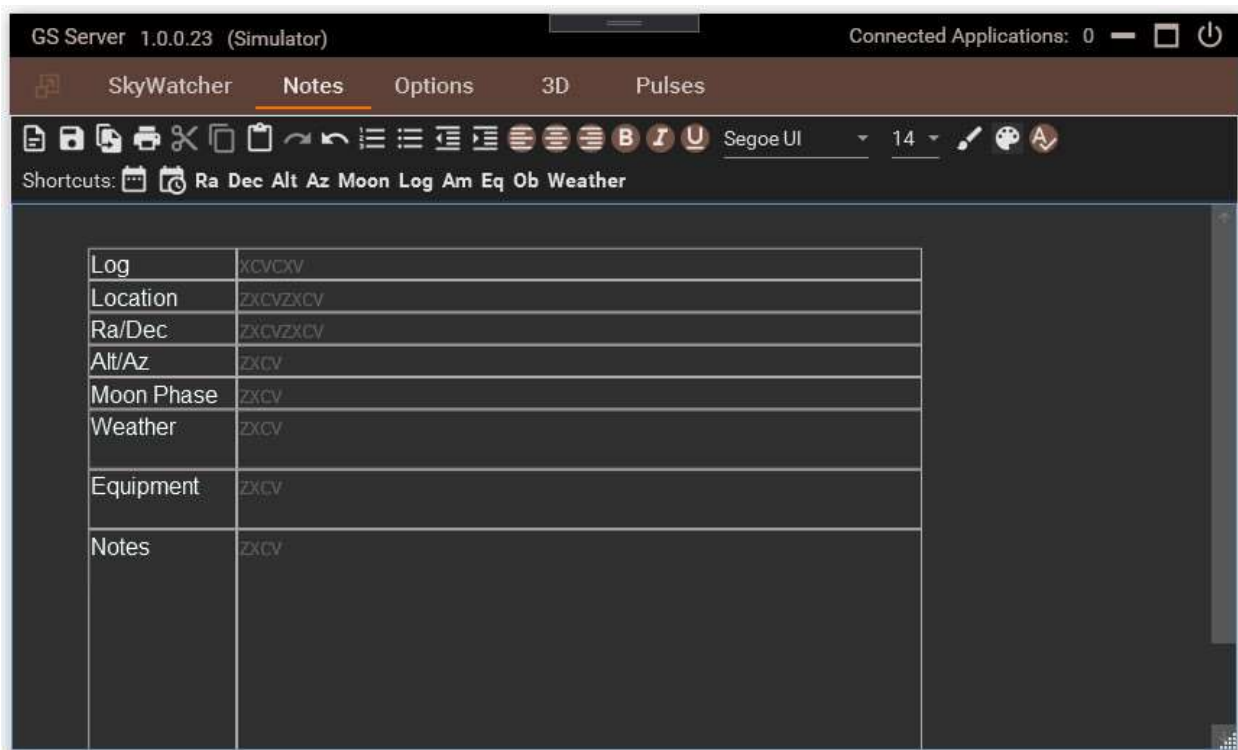 GS Server 1.0.0.23 (Simulator) Connected Applications: 0
SkyWatcher Notes Options 3D Pulses
B I U Segoe UI 14 A
Shortcuts: Ra Dec Alt Az Moon Log Am Eq Ob Weather
Log xcvcxv
Location zxcvzxcv
Ra/Dec zxcvzxcv
Alt/Az zxcv
Moon Phase zxcv
Weather zxcv
Equipment zxcv
Notes zxcv